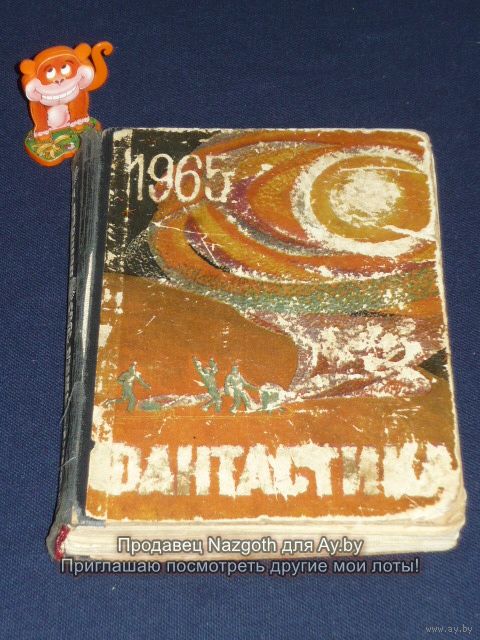 1965
ФАНТАСТИКА
Продавец Nazgoth для Ay.by
Приглашаю посмотреть другие мои лоты!
www.ay.by